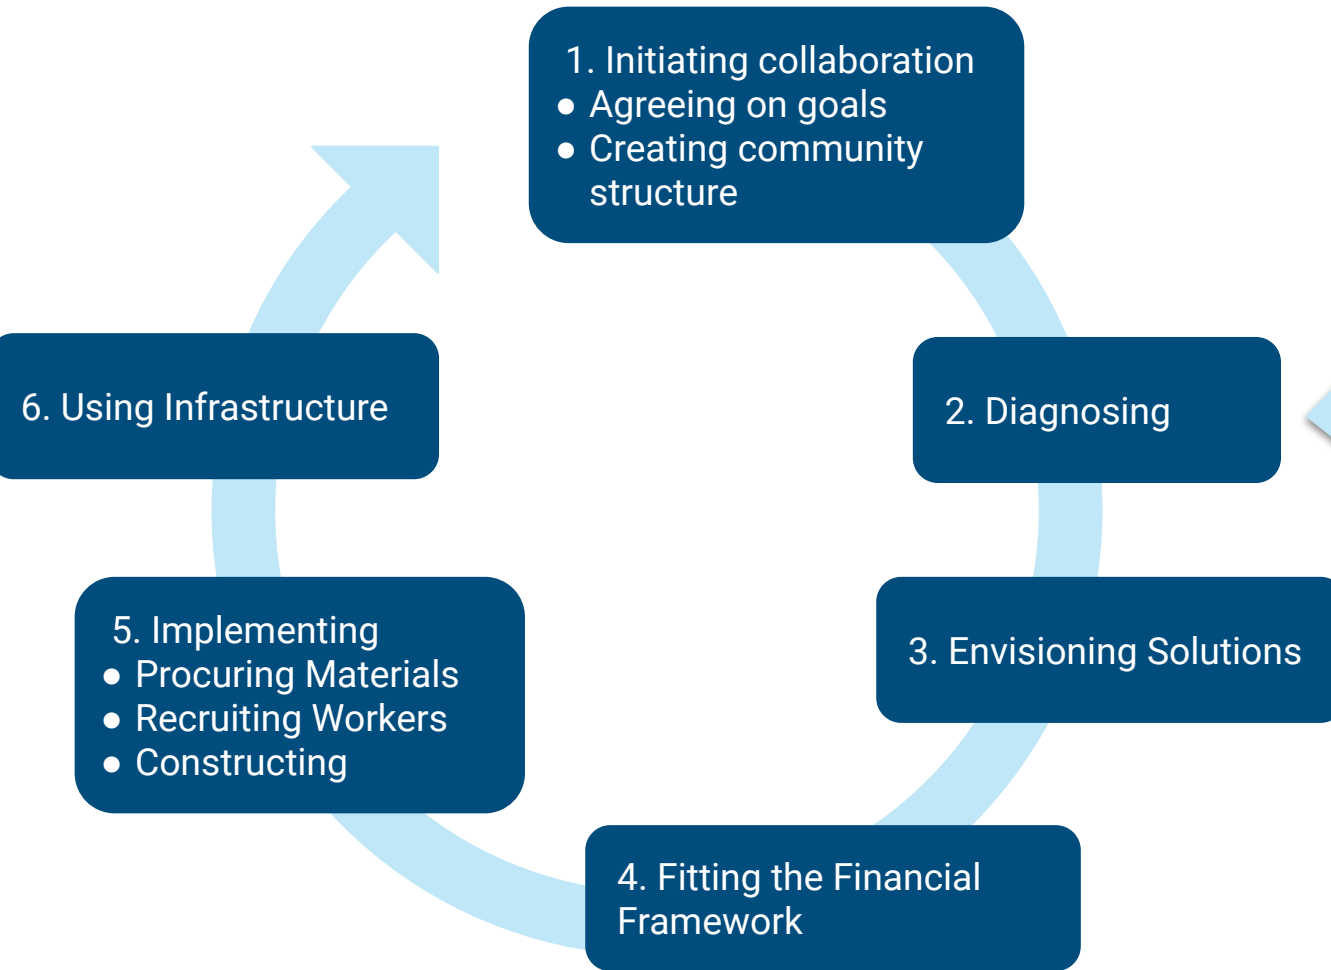 1. Initiating collaboration
● Agreeing on goals
● Creating community
structure
2. Diagnosing
3. Envisioning Solutions
4. Fitting the Financial
Framework
5. Implementing
● Procuring Materials
● Recruiting Workers
● Constructing
6. Using Infrastructure